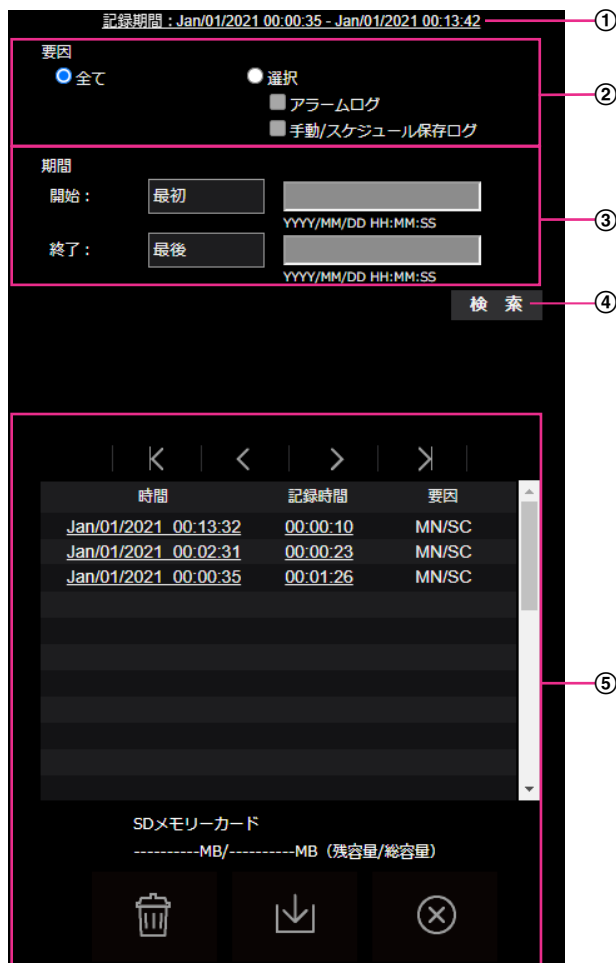 記録期間 : Jan/01/2021 00:00:35 - Jan/01/2021 00:13:42 ①
要因
全て 選択 ②
アラームログ
手動/スケジュール保存ログ
期間
開始： 最初
YYYY/MM/DD HH:MM:SS ③
終了： 最後
YYYY/MM/DD HH:MM:SS
検 索 ④
時間 記録時間 要因
Jan/01/2021 00:13:32 00:00:10 MN/SC
Jan/01/2021 00:02:31 00:00:23 MN/SC
Jan/01/2021 00:00:35 00:01:26 MN/SC
⑤
SDメモリーカード
----------MB/----------MB（残容量/総容量）